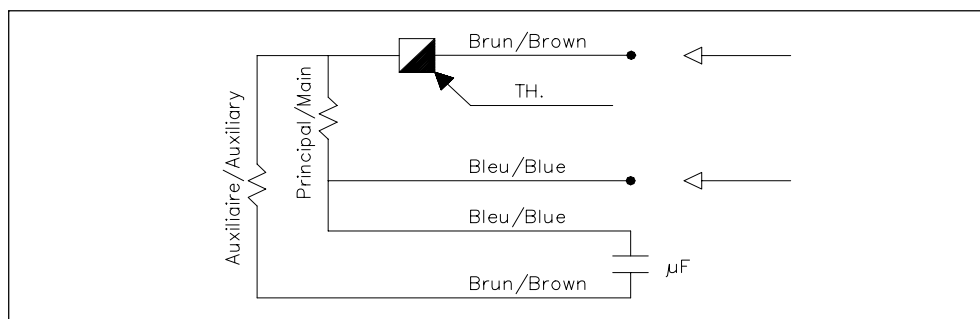 Brun/Brown
TH.
Auxiliaire/Auxiliary
Principal/Main
Bleu/Blue
Bleu/Blue
µF
Brun/Brown